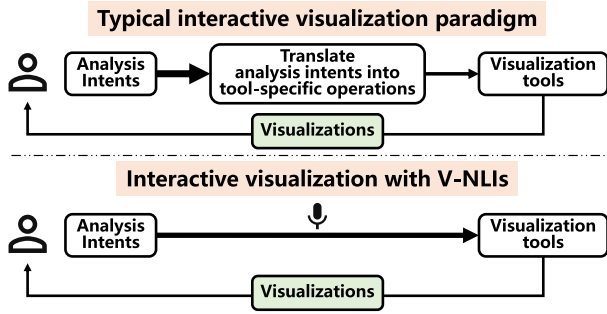 Typical interactive visualization paradigm
Analysis
Intents
Translate
analysis intents into
tool-specific operations
Visualization
tools
Visualizations
Interactive visualization with V-NLIs
Analysis
Intents
Visualization
tools
Visualizations